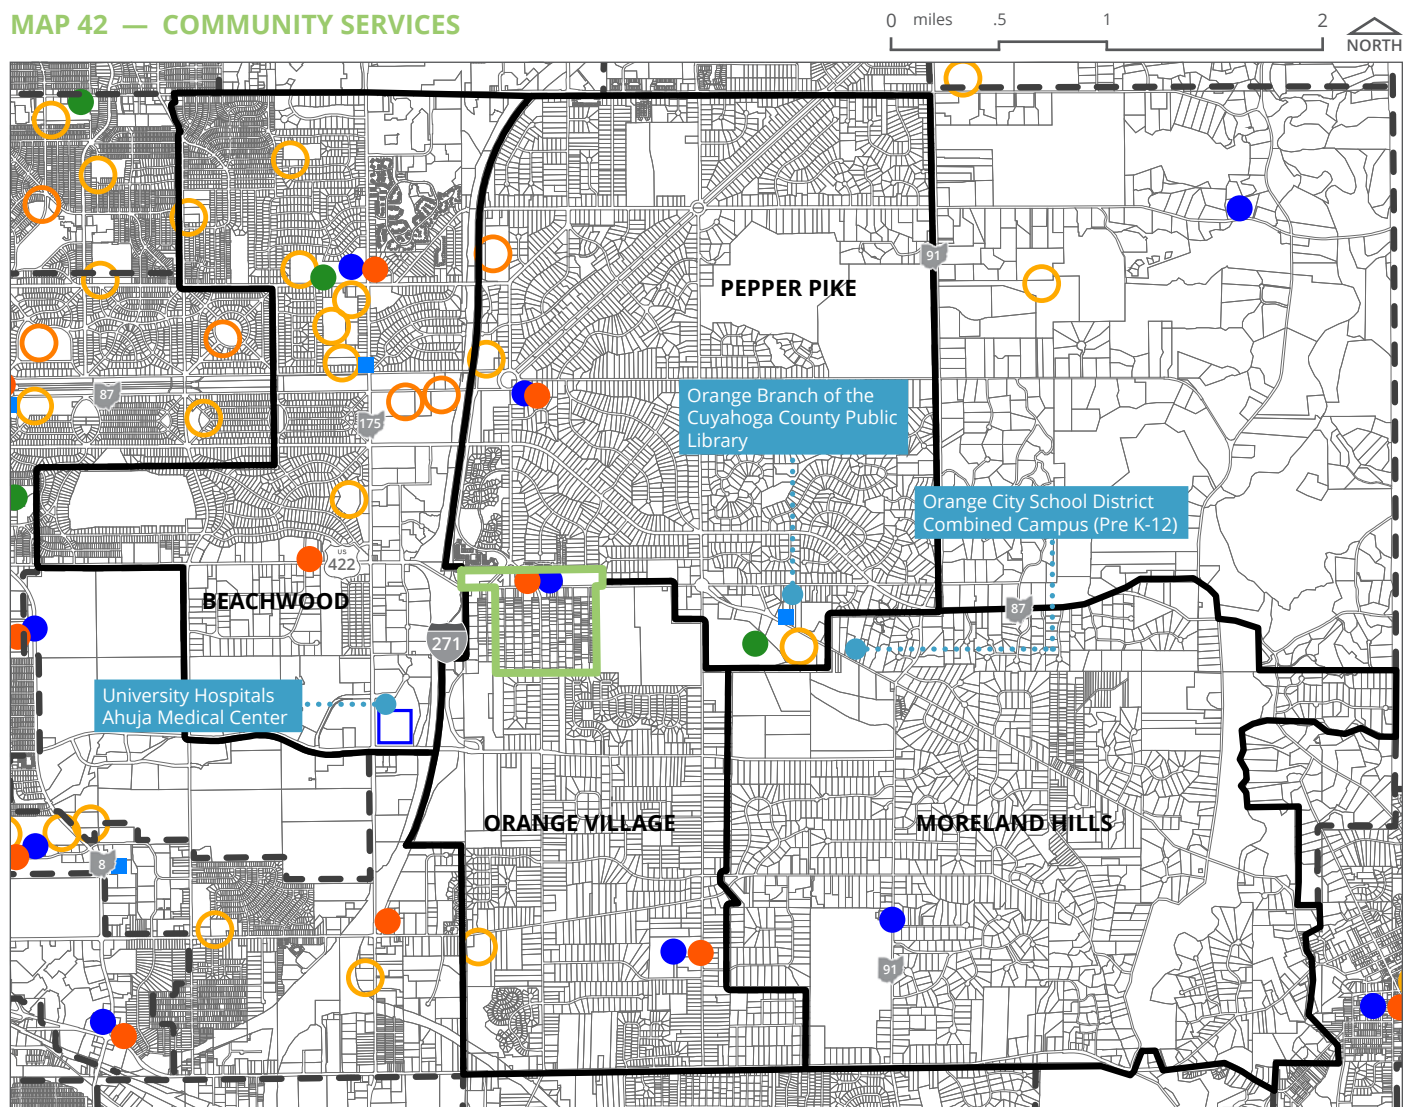 MAP 42 — COMMUNITY SERVICES
0 miles .5 1 2
NORTH
91
PEPPER PIKE
87
175
Orange Branch of the
Cuyahoga County Public
Library
Orange City School District
Combined Campus (Pre K-12)
US
422
BEACHWOOD
87
271
University Hospitals
Ahuja Medical Center
ORANGE VILLAGE
MORELAND HILLS
8
91